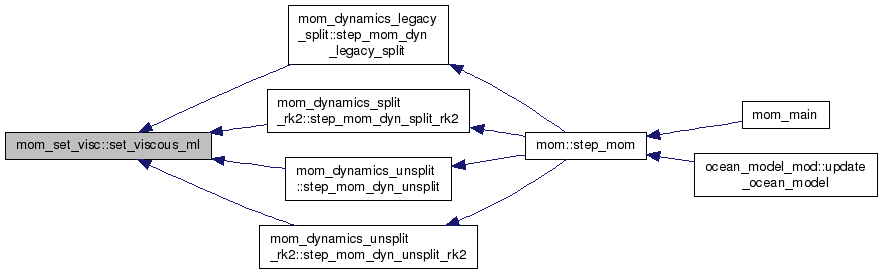 mom_dynamics_legacy
_split::step_mom_dyn
_legacy_split
mom_dynamics_split
_rk2::step_mom_dyn_split_rk2
mom_main
mom_set_visc::set_viscous_ml
mom::step_mom
mom_dynamics_unsplit
::step_mom_dyn_unsplit
ocean_model_mod::update
_ocean_model
mom_dynamics_unsplit
_rk2::step_mom_dyn_unsplit_rk2